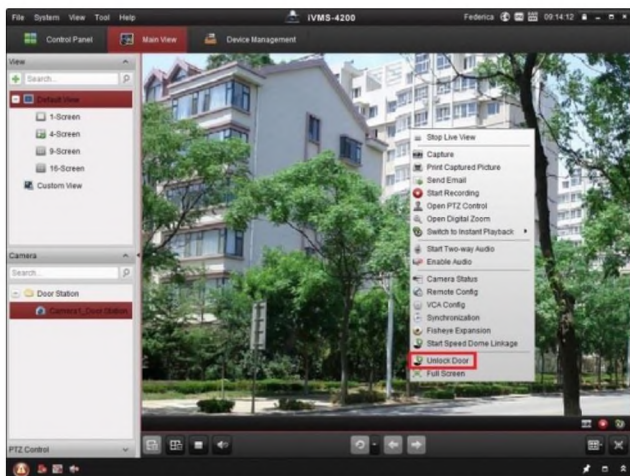 File System View Tool Help iVMS-4200 Federica 09:14:12
Control Panel Main View Device Management
View
Search...
Default View
1-Screen
4-Screen
9-Screen
16-Screen
Custom View
Camera
Search...
Door Station
Camera1_Door Station
PTZ Control
Stop Live View
Capture
Print Captured Picture
Send Email
Start Recording
Open PTZ Control
Open Digital Zoom
Switch to Instant Playback
Start Two-way Audio
Enable Audio
Camera Status
Remote Config
VCA Config
Synchronization
Fisheye Expansion
Start Speed Dome Linkage
Unlock Door
Full Screen